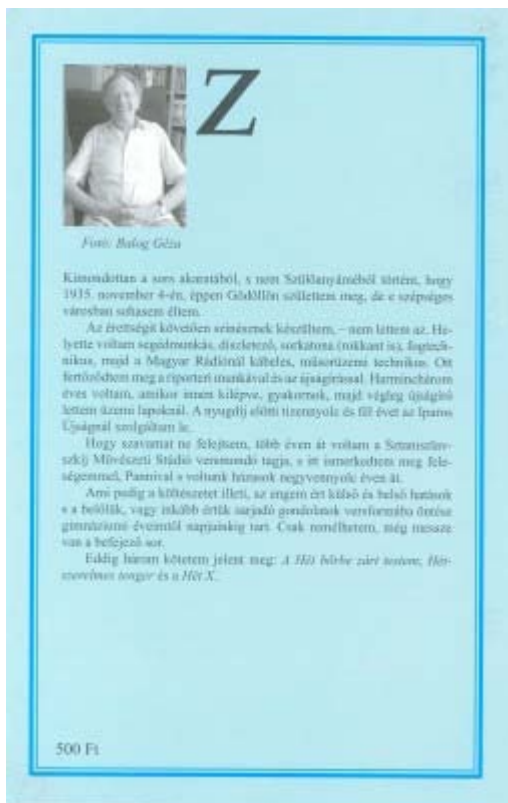 Z
Fotó: Balog Géza
Kimondottan a sors akaratából, s nem Szülőanyáméból történt, hogy
1935. november 4-én, éppen Gödöllőn születtem meg, de e szépséges
városban sohasem éltem.
Az érettségit követően színésznek készültem, – nem lettem az. He-
lyette voltam segédmunkás, díszletező, sorkatona (rokkant is), fogtech-
nikus, majd a Magyar Rádiónál kábeles, műsorüzemi technikus. Ott
fertőződtem meg a riporteri munkával és az újságírással. Harminchárom
éves voltam, amikor innen kilépve, gyakornok, majd végleg újságíró
lettem üzemi lapoknál. A nyugdíj előtti tizennyolc és fél évet az Iparos
Újságnál szolgáltam le.
Hogy szavamat ne felejtsem, több éven át voltam a Sztaniszlav-
szkij Művészeti Stúdió versmondó tagja, s itt ismerkedtem meg fele-
ségemmel, Pannival s voltunk házasok negyvennyolc éven át.
Ami pedig a költészetet illeti, az engem ért külső és belső hatások
s a belőlük, vagy inkább értük sarjadó gondolatok versformába öntése
gimnazista éveimtől napjainkig tart. Csak remélhetem, még messze
van a befejező sor.
Eddig három kötetem jelent meg: A Hét bőrbe zárt testem, Hét-
szerelmes tenger és a Hét X.
500 Ft